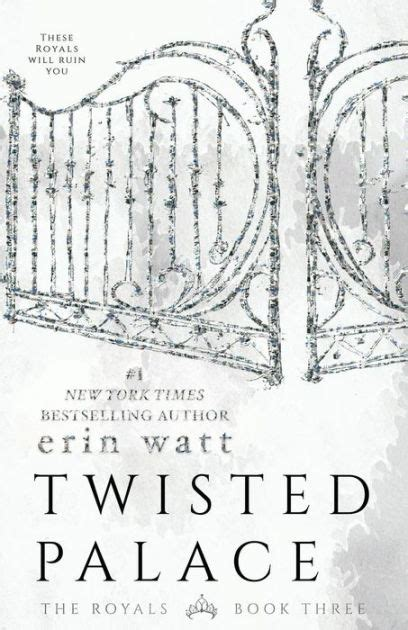 THESE
ROYALS
WILL RUIN
YOU
#1
NEW YORK TIMES
BESTSELLING AUTHOR
erin watt
TWISTED
PALACE
THE ROYALS BOOK THREE